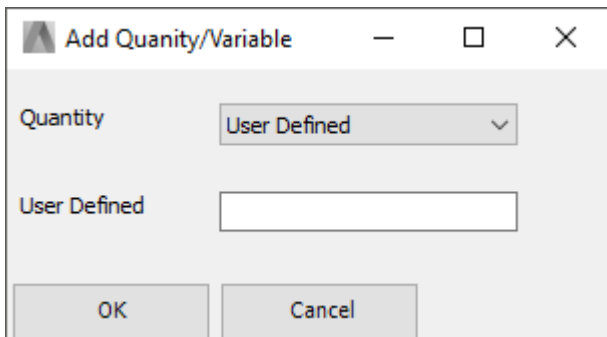 Add Quanity/Variable
Quantity User Defined
User Defined
OK Cancel